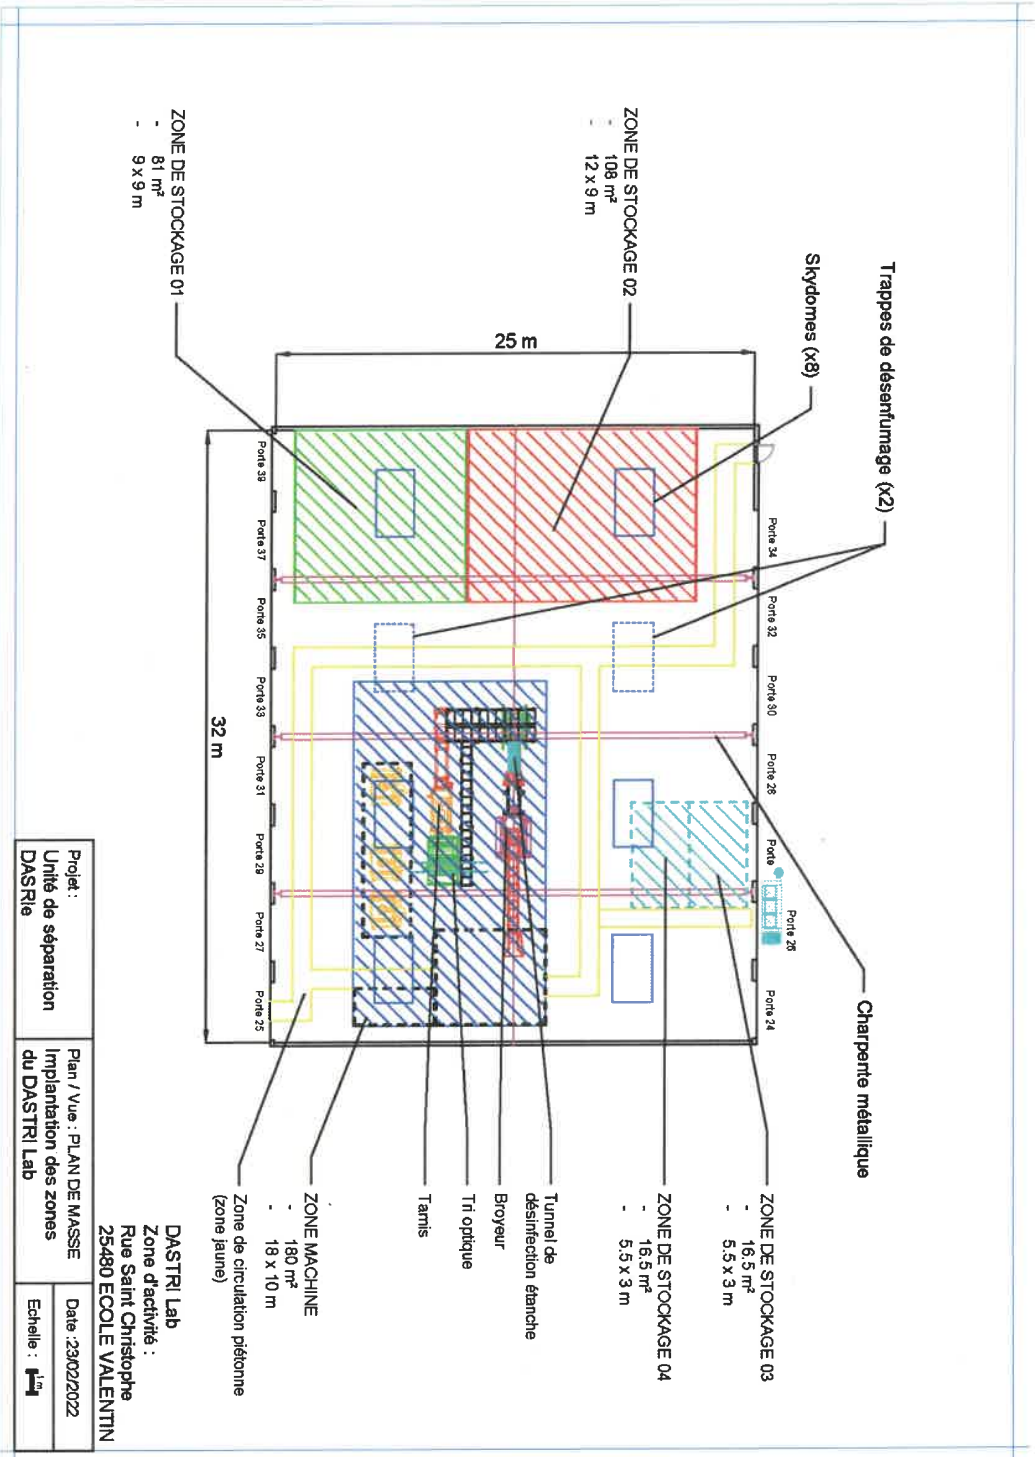 Trappes de désenfumage (x2)
Skydomes (x8)
ZONE DE STOCKAGE 02
- 108 m²
- 12 x 9 m
ZONE DE STOCKAGE 01
- 81 m²
- 9 x 9 m
25 m
32 m
Porte 34
Porte 32
Porte 30
Porte 28
Porte
Porte 26
Porte 24
Porte 39
Porte 37
Porte 35
Porte 33
Porte 31
Porte 29
Porte 27
Porte 25
Charpente métallique
ZONE DE STOCKAGE 03
- 16.5 m²
- 5.5 x 3 m
ZONE DE STOCKAGE 04
- 16.5 m²
- 5.5 x 3 m
Tunnel de
désinfection étanche
Broyeur
Tri optique
Tamis
ZONE MACHINE
- 180 m²
- 18 x 10 m
Zone de circulation piétonne
(zone jaune)
DASTRI Lab
Zone d'activité :
Rue Saint Christophe
25480 ECOLE VALENTIN
Projet :
Unité de séparation
DASRIe
Plan / Vue : PLAN DE MASSE
Implantation des zones
du DASTRI Lab
Date :23/02/2022
Echelle : 1m